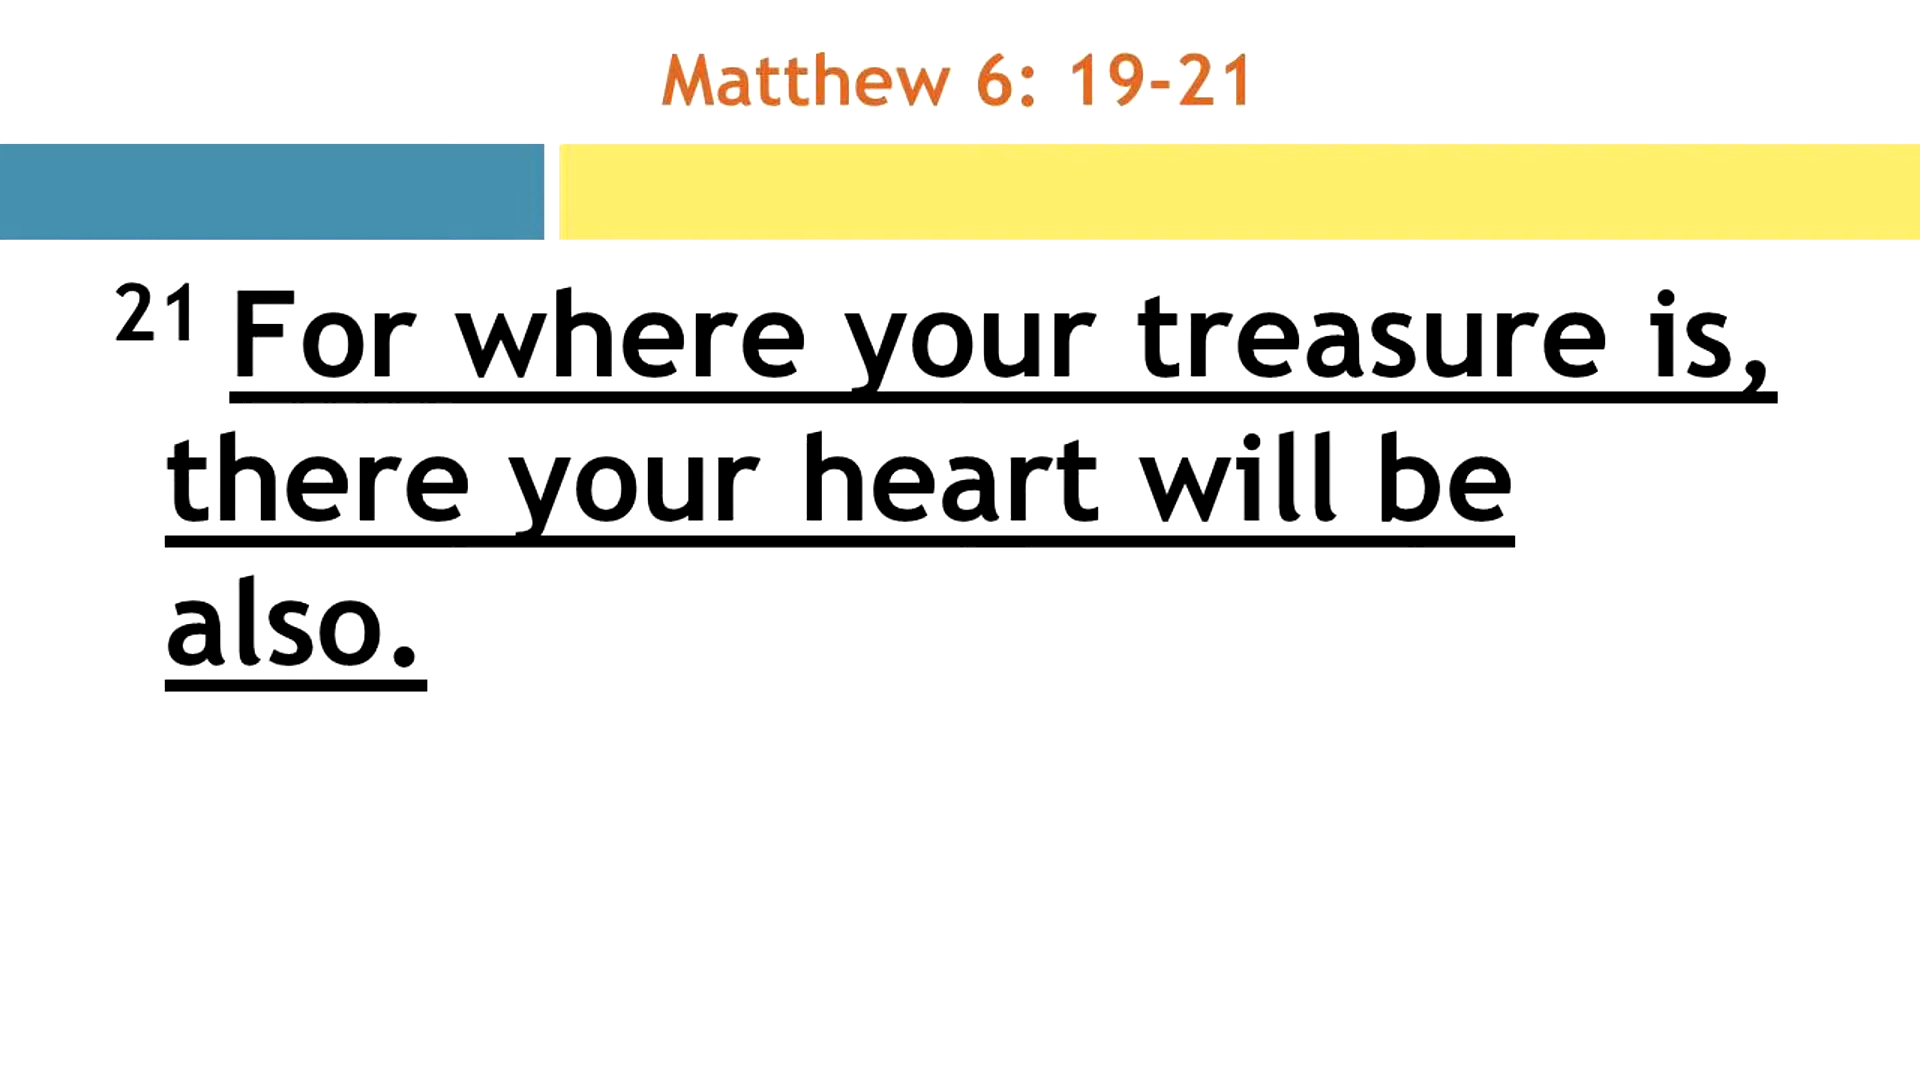 Matthew 6: 19-21
21 For where your treasure is,
there your heart will be
also.